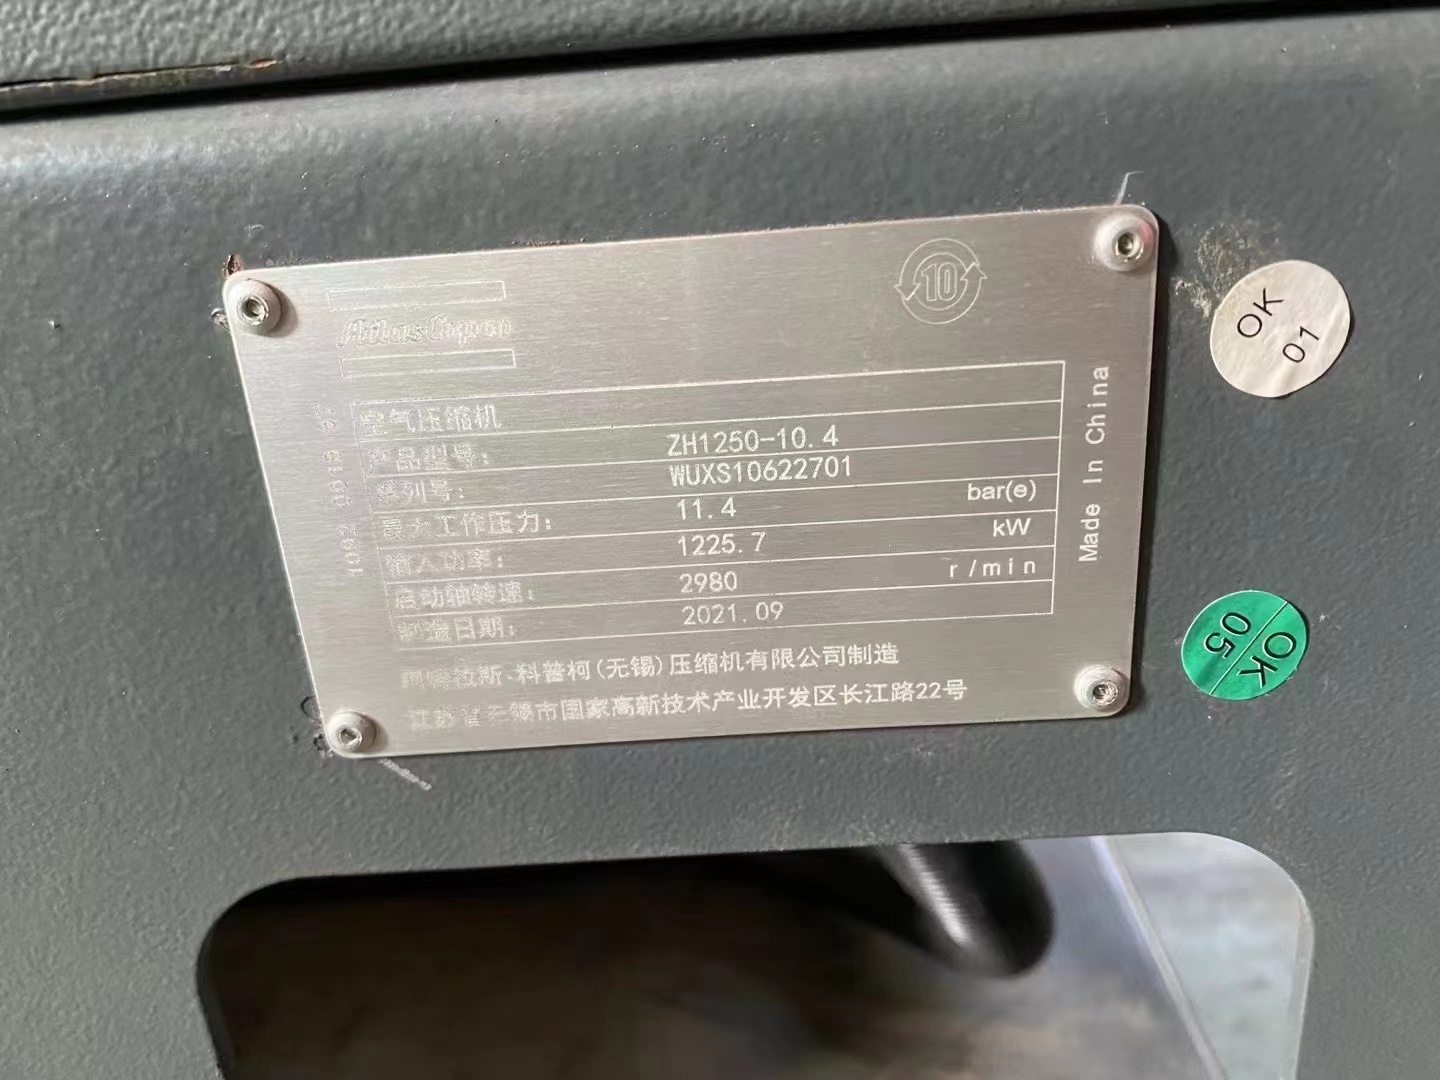 Atlas Copco
10
空气压缩机
产品型号: ZH1250-10.4
系列号: WUXS10622701
最大工作压力: 11.4 bar(e)
输入功率: 1225.7 kW
启动轴转速: 2980 r/min
制造日期: 2021.09
阿特拉斯·科普柯(无锡)压缩机有限公司制造
江苏省无锡市国家高新技术产业开发区长江路22号
Made In China
OK
01
OK
05